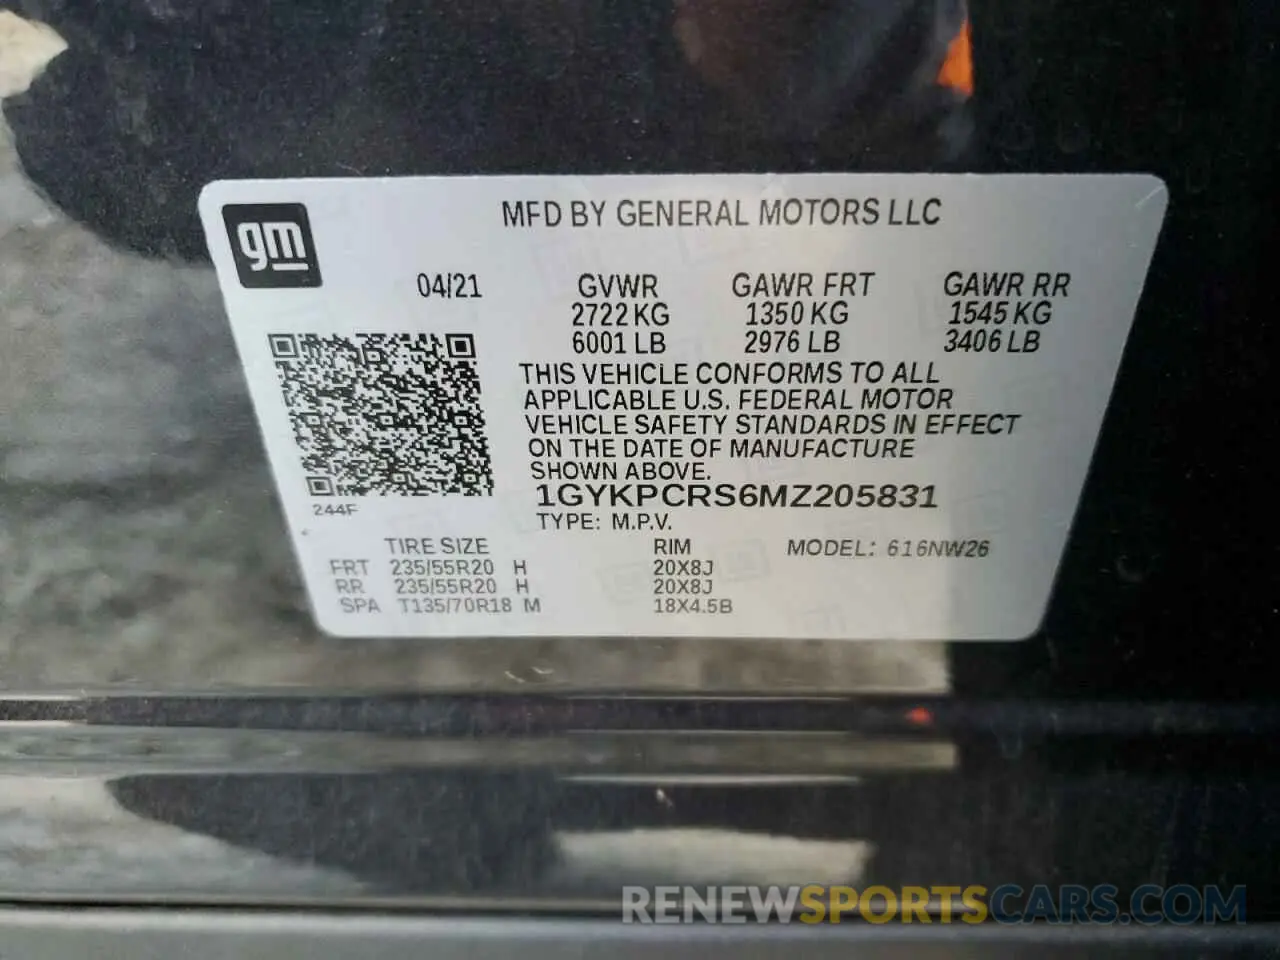 gm
MFD BY GENERAL MOTORS LLC
04/21 GVWR GAWR FRT GAWR RR
2722 KG 1350 KG 1545 KG
6001 LB 2976 LB 3406 LB
THIS VEHICLE CONFORMS TO ALL
APPLICABLE U.S. FEDERAL MOTOR
VEHICLE SAFETY STANDARDS IN EFFECT
ON THE DATE OF MANUFACTURE
SHOWN ABOVE.
1GYKPCRS6MZ205831
244F
TYPE: M.P.V.
TIRE SIZE RIM MODEL: 616NW26
FRT 235/55R20 H 20X8J
RR 235/55R20 H 20X8J
SPA T135/70R18 M 18X4.5B
RENEWSPORTSCARS.COM